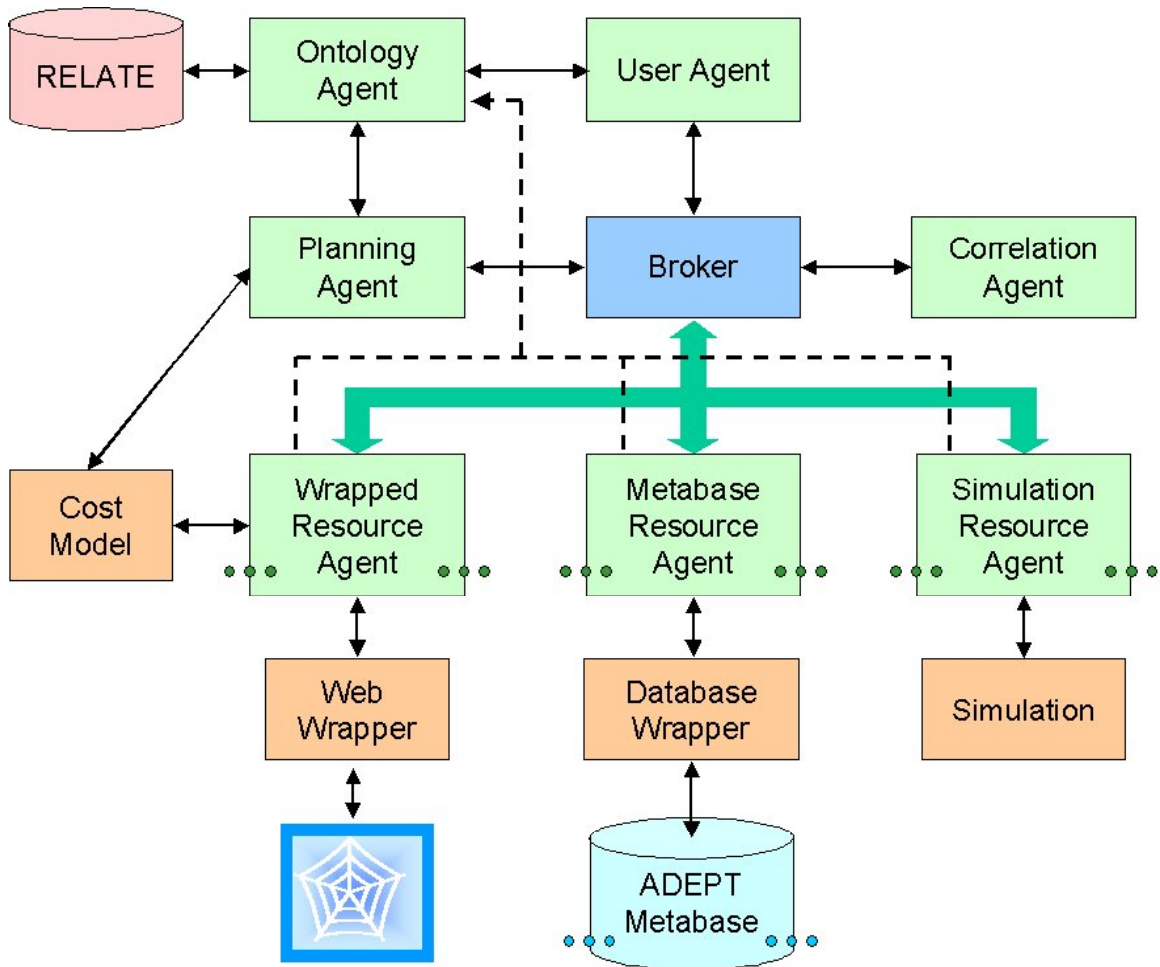 RELATE
Ontology
Agent
User Agent
Planning
Agent
Broker
Correlation
Agent
Cost
Model
Wrapped
Resource
Agent
Metabase
Resource
Agent
Simulation
Resource
Agent
Web
Wrapper
Database
Wrapper
Simulation
ADEPT
Metabase